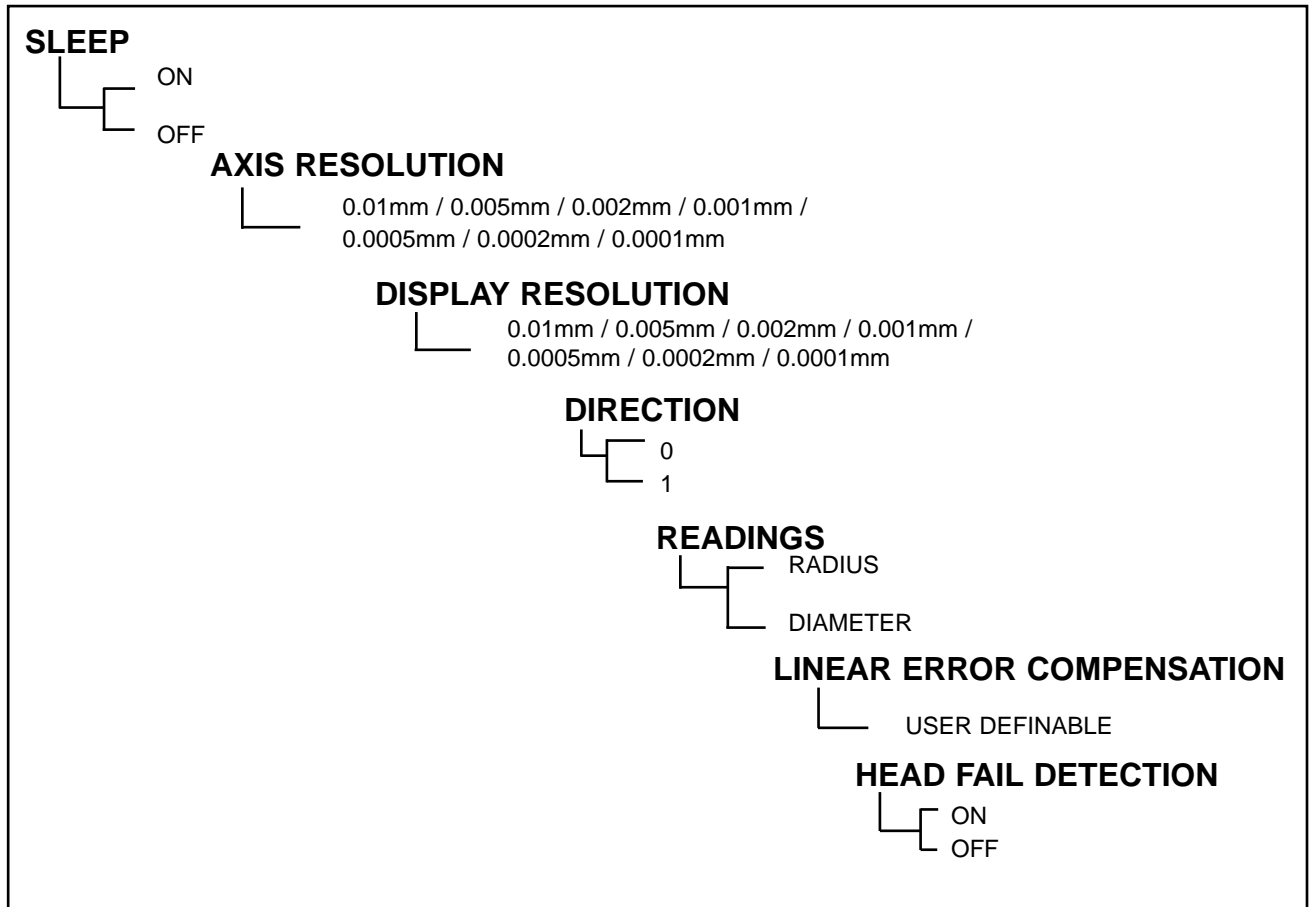 SLEEP
ON
OFF
AXIS RESOLUTION
0.01mm / 0.005mm / 0.002mm / 0.001mm /
0.0005mm / 0.0002mm / 0.0001mm
DISPLAY RESOLUTION
0.01mm / 0.005mm / 0.002mm / 0.001mm /
0.0005mm / 0.0002mm / 0.0001mm
DIRECTION
0
1
READINGS
RADIUS
DIAMETER
LINEAR ERROR COMPENSATION
USER DEFINABLE
HEAD FAIL DETECTION
ON
OFF